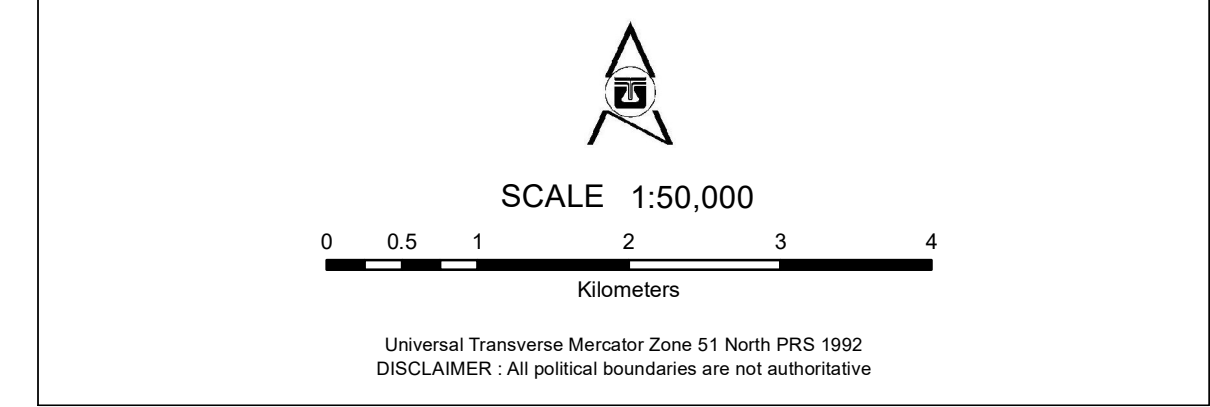 SCALE 1:50,000
0 0.5 1 2 3 4
Kilometers
Universal Transverse Mercator Zone 51 North PRS 1992
DISCLAIMER : All political boundaries are not authoritative